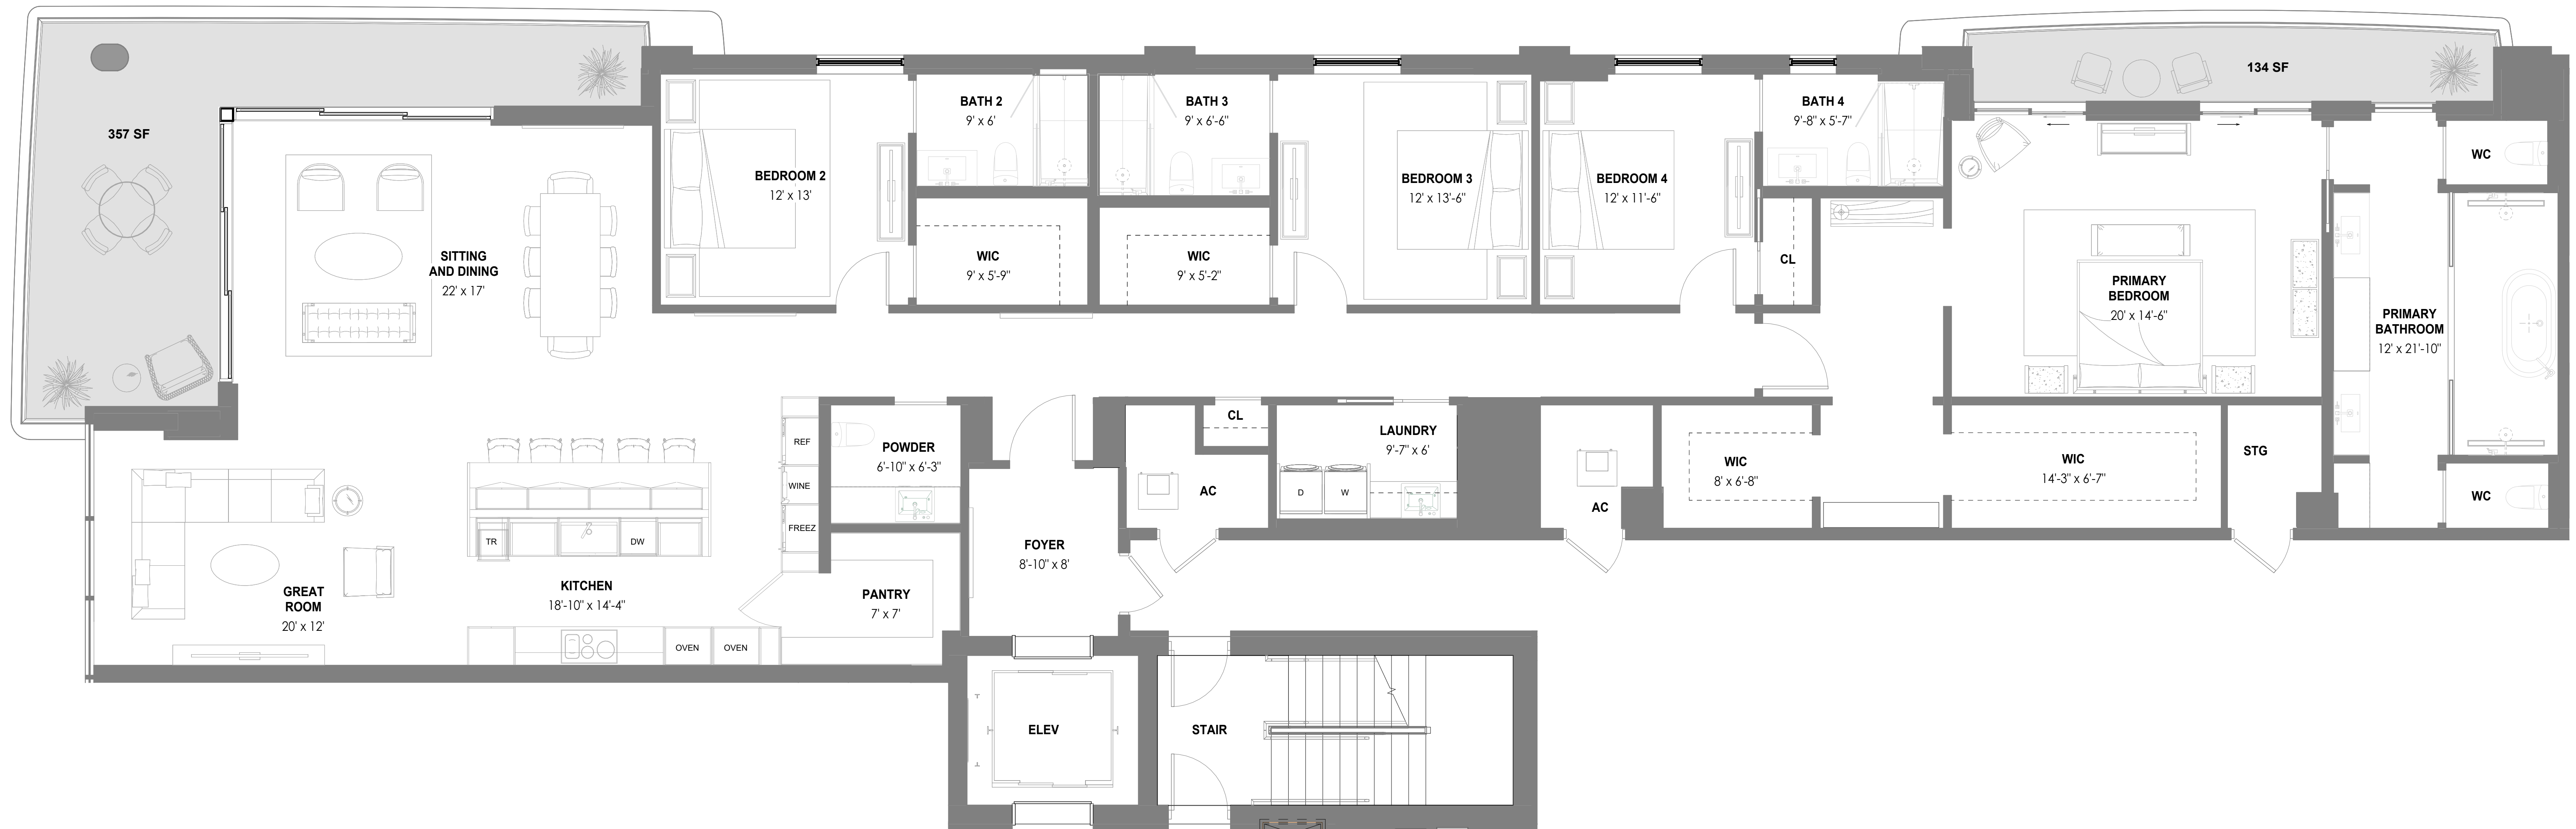 357 SF
134 SF
SITTING
AND DINING
22' x 17'
BEDROOM 2
12' x 13'
BATH 2
9' x 6'
WIC
9' x 5'-9"
BATH 3
9' x 6'-6"
WIC
9' x 5'-2"
BEDROOM 3
12' x 13'-6"
BEDROOM 4
12' x 11'-6"
BATH 4
9'-8" x 5'-7"
CL
PRIMARY
BEDROOM
20' x 14'-6"
WC
PRIMARY
BATHROOM
12' x 21'-10"
WC
GREAT
ROOM
20' x 12'
KITCHEN
18'-10" x 14'-4"
TR
DW
REF
WINE
FREEZ
OVEN
OVEN
POWDER
6'-10" x 6'-3"
PANTRY
7' x 7'
FOYER
8'-10" x 8'
AC
CL
LAUNDRY
9'-7" x 6'
D
W
AC
WIC
8' x 6'-8"
WIC
14'-3" x 6'-7"
STG
ELEV
STAIR